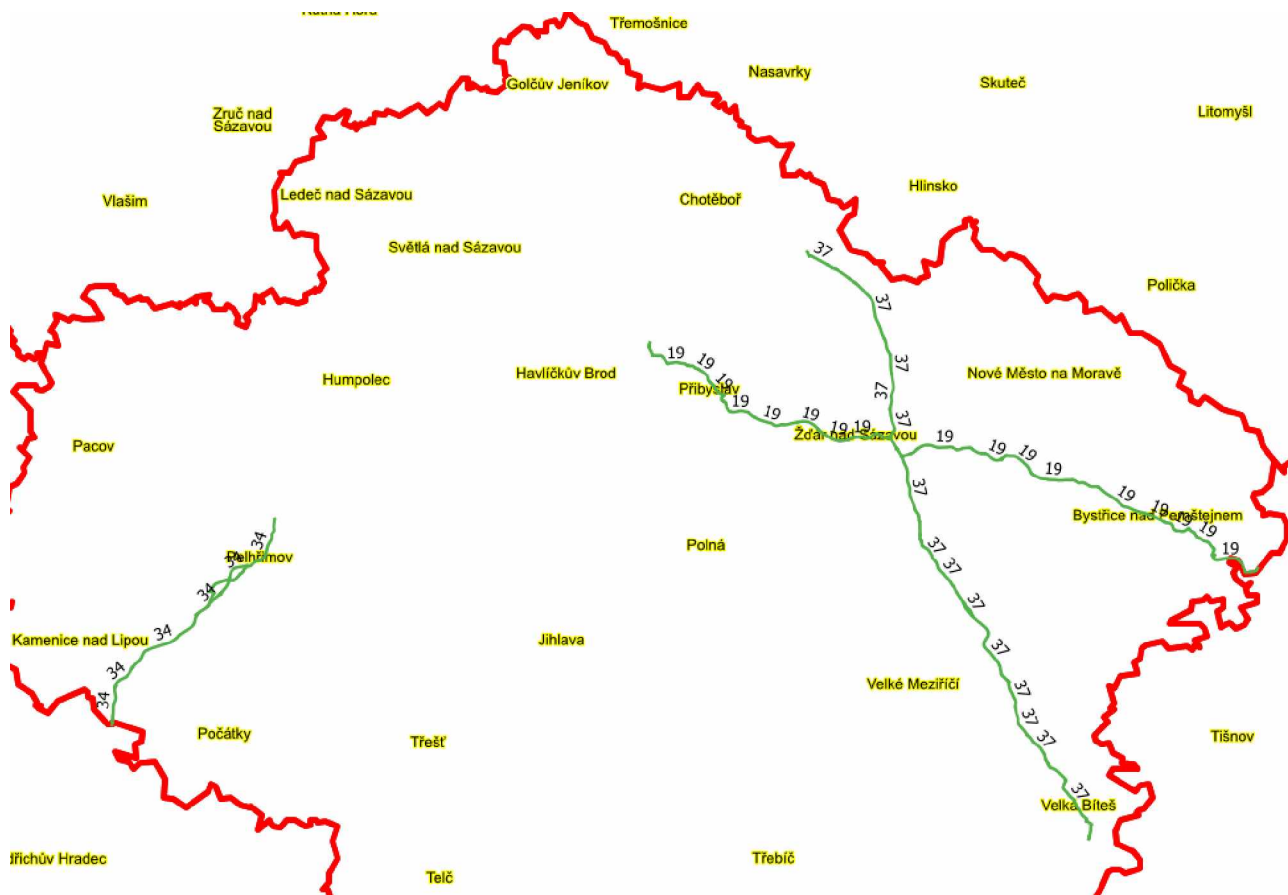 Třemošnice
Nasavrky
Skuteč
Golčův Jeníkov
Litomyšl
Zruč nad
Sázavou
Hlinsko
Ledeč nad Sázavou
Chotěboř
Vlašim
Světlá nad Sázavou
37
Polička
37
19
19
37
Havlíčkův Brod
Nové Město na Moravě
Humpolec
19
Přibyslav
37
19
19
19
37
19
19
Žďár nad Sázavou
19
Pacov
19
19
19
37
19
Bystřice nad Pernštejnem
19
19
19
34
37
Polná
19
Pelhřimov
34
37
34
37
34
Kamenice nad Lipou
Jihlava
37
34
Velké Meziříčí
37
34
37
Počátky
Třešť
37
Tišnov
37
Velká Bíteš
dřichův Hradec
Třebíč
Telč